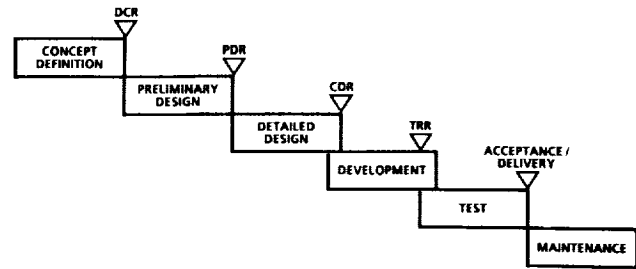 DCR
CONCEPT
DEFINITION
PDR
PRELIMINARY
DESIGN
CDR
DETAILED
DESIGN
TRR
DEVELOPMENT
ACCEPTANCE /
DELIVERY
TEST
MAINTENANCE